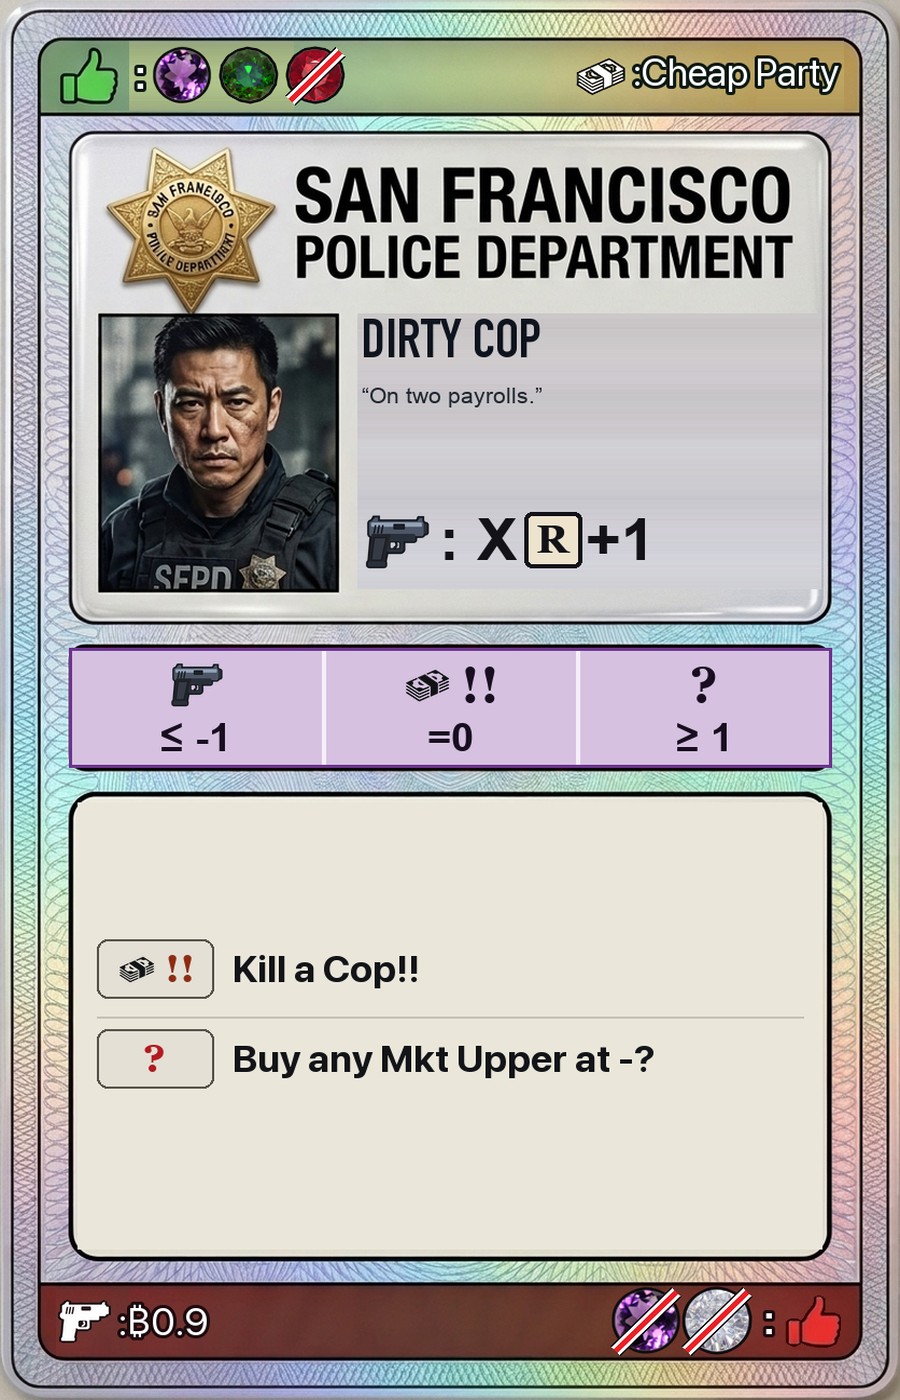 : :Cheap Party
SAN FRANEISCO
POLICE DEPARTMENT
SAN FRANCISCO
POLICE DEPARTMENT
DIRTY COP
“On two payrolls.”
SFPD
: X R +1
!! ?
≤ -1 =0 ≥ 1
!! Kill a Cop!!
? Buy any Mkt Upper at -?
:₿0.9 :